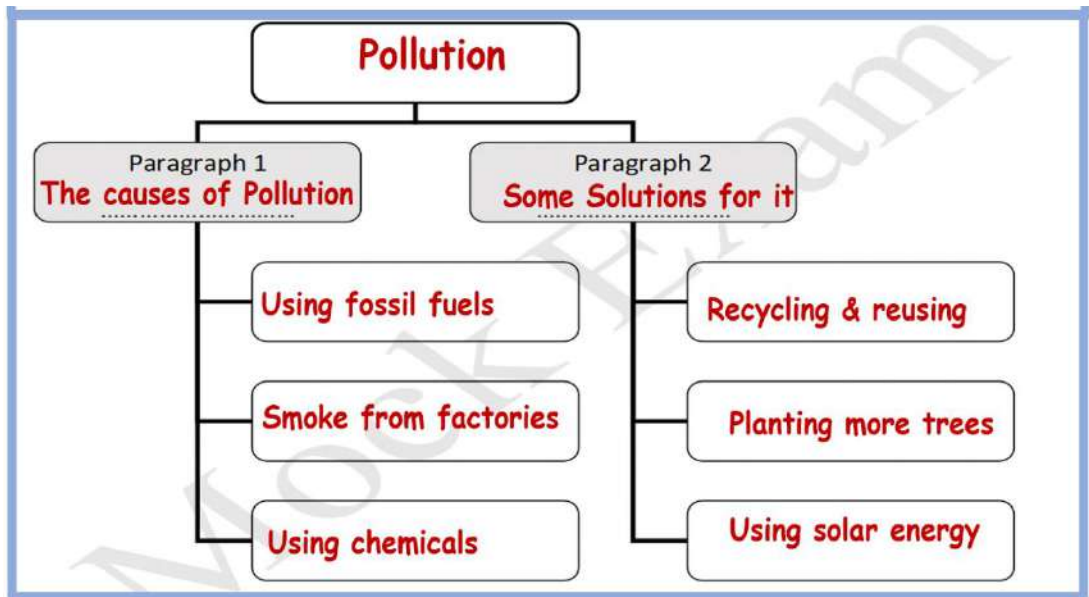 Pollution
Paragraph 1
The causes of Pollution
Using fossil fuels
Smoke from factories
Using chemicals
Paragraph 2
Some Solutions for it
Recycling & reusing
Planting more trees
Using solar energy
Mock Exam